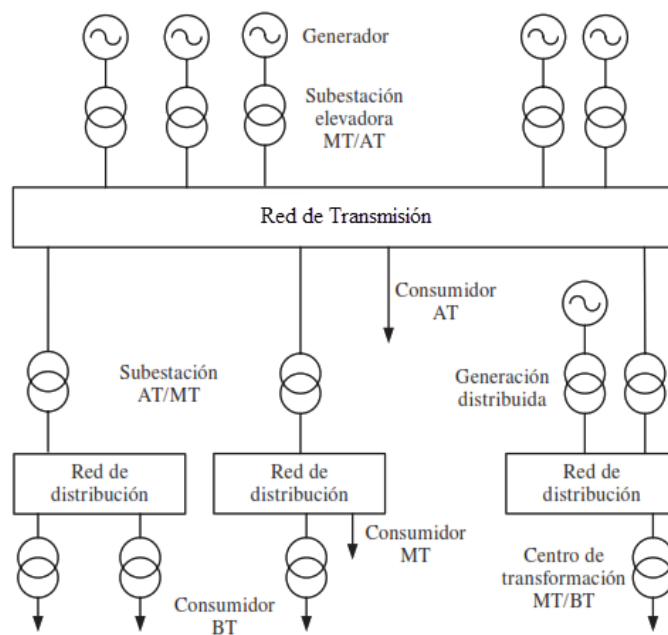 Generador
Subestación
elevadora
MT/AT
Red de Transmisión
Consumidor
AT
Subestación
AT/MT
Generación
distribuida
Red de
distribución
Red de
distribución
Red de
distribución
Consumidor
MT
Centro de
transformación
MT/BT
Consumidor
BT